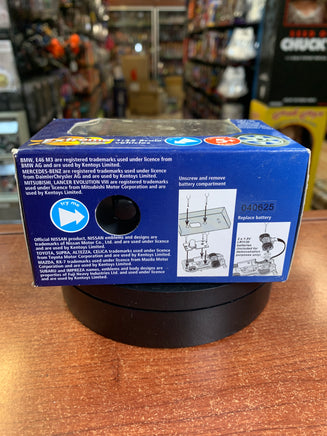 BMW, E46 M3 are registered trademarks used under licence from
BMW AG and are used by Kentoys Limited.
MERCEDES-BENZ are registered trademarks used under licence
from DaimlerChrysler AG and are used by Kentoys Limited.
MITSUBISHI, LANCER EVOLUTION VIII are registered trademarks used
under licence from Mitsubishi Motor Corporation and are used
by Kentoys Limited.
try me
Official NISSAN product, NISSAN emblems and designs are
trademarks of Nissan Motor Co., Ltd. and are used under licence
and are used by Kentoys Limited.
TOYOTA, SUPRA, ALTEZZA, CELICA are trademarks used under licence
from Toyota Motor Corporation and are used by Kentoys Limited.
MAZDA, RX-7 are trademarks used under licence from Mazda Motor
Corporation and are used by Kentoys Limited.
SUBARU and IMPREZA names, emblems and body designs are
properties of Fuji Heavy Industries Ltd. and are used under licence
and are used by Kentoys Limited.
Unscrew and remove
battery compartment
040625
Replace battery
CHUCK